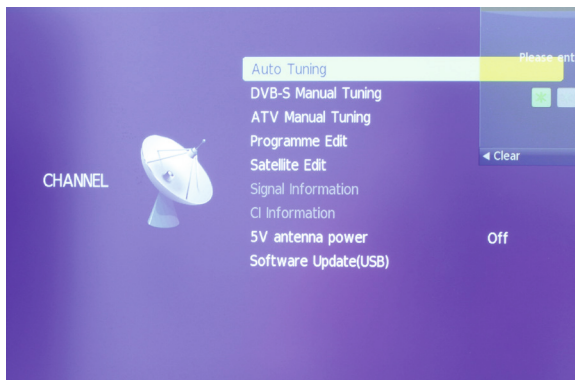 Please ent
Auto Tuning
DVB-S Manual Tuning
ATV Manual Tuning
Programme Edit
◀ Clear
Satellite Edit
CHANNEL
Signal Information
CI Information
5V antenna power Off
Software Update(USB)